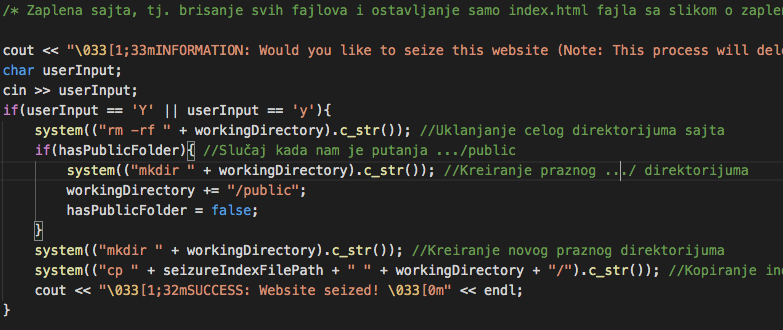 /* Zaplena sajta, tj. brisanje svih fajlova i ostavljanje samo index.html fajla sa slikom o
cout << "\033[1;33mINFORMATION: Would you like to seize this website (Note: This process will
char userInput;
cin >> userInput;
if(userInput == 'Y' || userInput == 'y'){
system(("rm -rf " + workingDirectory).c_str()); //Uklanjanje celog direktorijuma sajta
if(hasPublicFolder){ //Slučaj kada nam je putanja .../public
system(("mkdir " + workingDirectory).c_str()); //Kreiranje praznog .../ direktorijuma
workingDirectory += "/public";
hasPublicFolder = false;
}
system(("mkdir " + workingDirectory).c_str()); //Kreiranje novog praznog direktorijuma
system(("cp " + seizureIndexFilePath + " " + workingDirectory + "/").c_str()); //Kopiranje
cout << "\033[1;32mSUCCESS: Website seized! \033[0m" << endl;
}